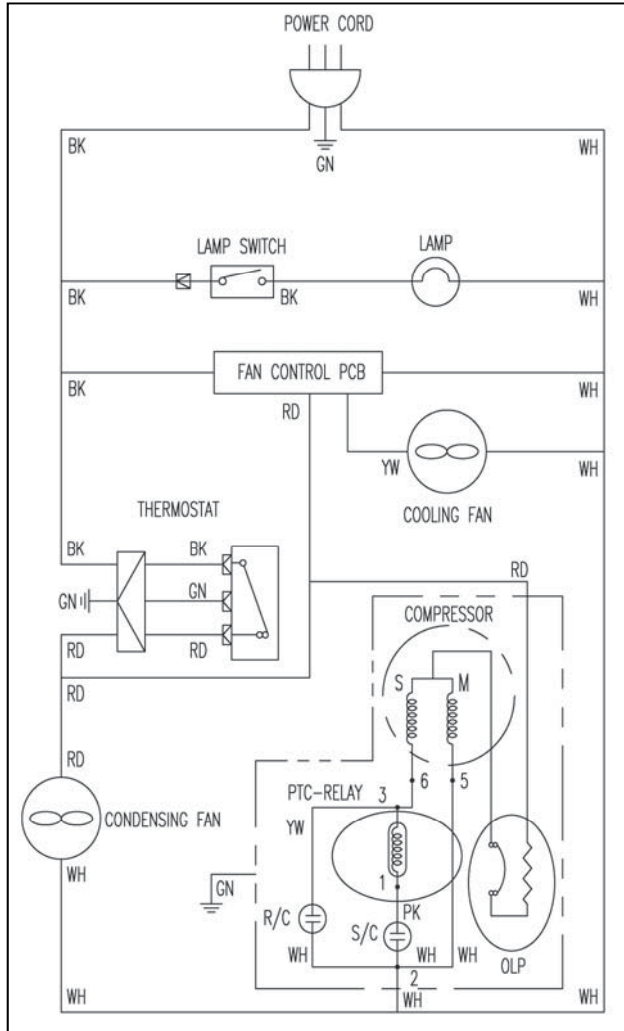 POWER CORD
BK
GN
WH
LAMP SWITCH
LAMP
BK
BK
WH
FAN CONTROL PCB
BK
RD
WH
YW
WH
COOLING FAN
THERMOSTAT
BK
BK
RD
GN
GN
COMPRESSOR
RD
RD
RD
S
M
RD
6
5
PTC-RELAY
3
CONDENSING FAN
YW
WH
1
GN
R/C
PK
S/C
WH
WH
WH
OLP
2
WH
WH
WH